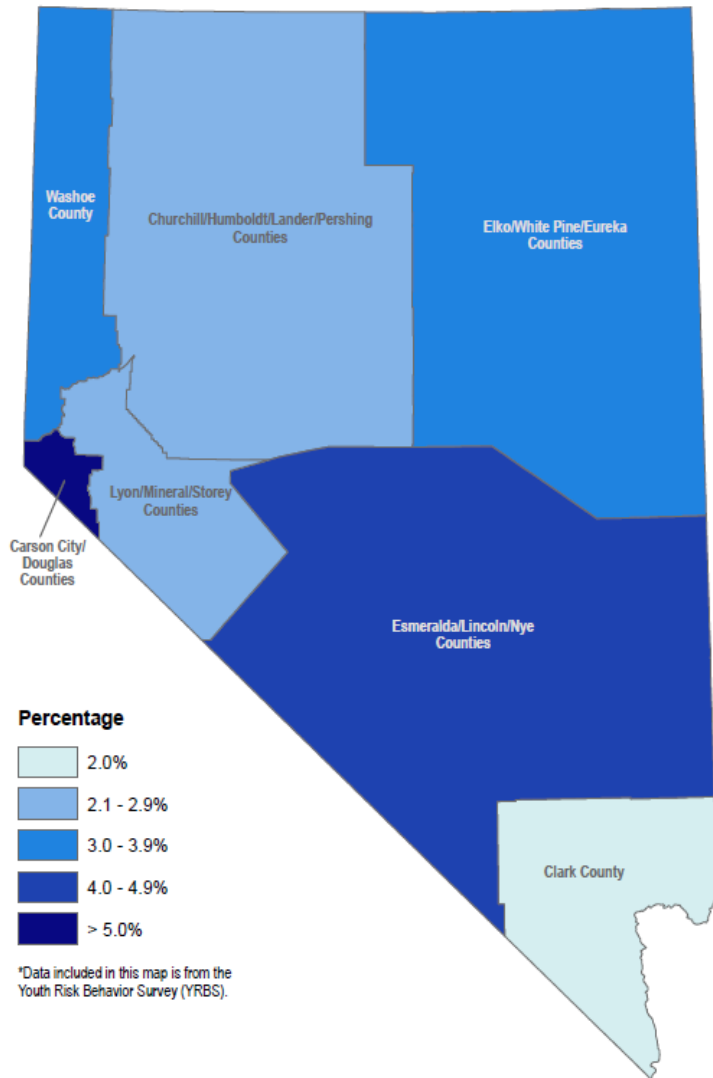 Washoe
County
Churchill/Humboldt/Lander/Pershing
Counties
Elko/White Pine/Eureka
Counties
Lyon/Mineral/Storey
Counties
Carson City/
Douglas
Counties
Esmeralda/Lincoln/Nye
Counties
Clark County
Percentage
2.0%
2.1 - 2.9%
3.0 - 3.9%
4.0 - 4.9%
> 5.0%
*Data included in this map is from the
Youth Risk Behavior Survey (YRBS).